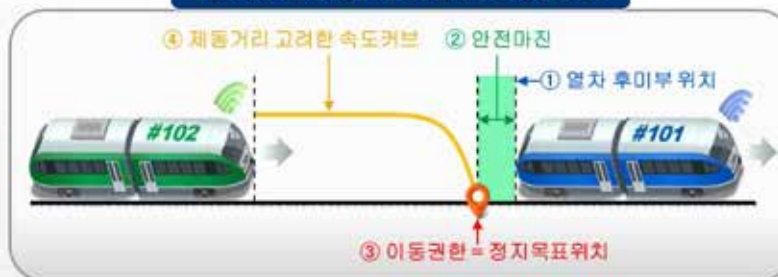 ④ 제동거리 고려한 속도커브
② 안전마진
① 열차 후미부 위치
#102
#101
③ 이동권한 = 정지목표위치